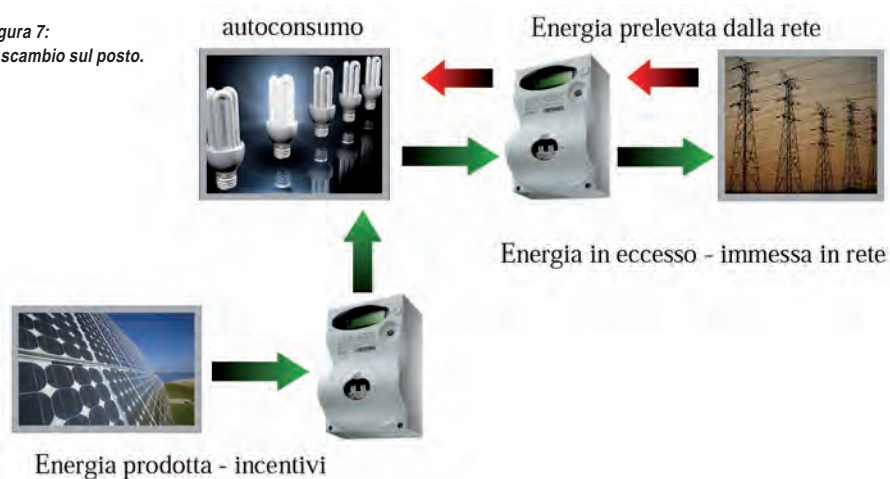 gura 7:
scambio sul posto.
autoconsumo
Energia prelevata dalla rete
Energia in eccesso - immessa in rete
Energia prodotta - incentivi